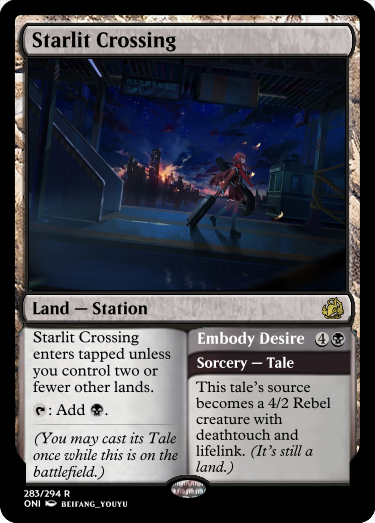 Starlit Crossing
Land — Station
Starlit Crossing
enters tapped unless
you control two or
fewer other lands.
: Add .
(You may cast its Tale
once while this is on the
battlefield.)
Embody Desire 4
Sorcery — Tale
This tale's source
becomes a 4/2 Rebel
creature with
deathtouch and
lifelink. (It's still a
land.)
283/294 R
ONI BEIFANG_YOUYU